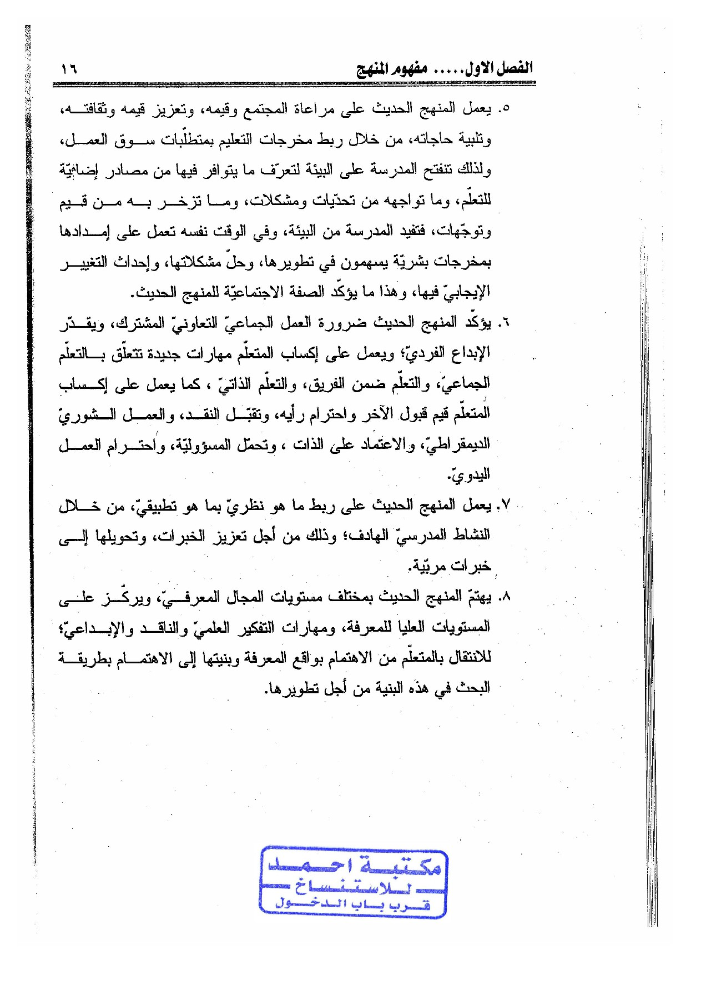 الفصل الاول..... مفهوم المنهج ١٦
٥. يعمل المنهج الحديث على مراعاة المجتمع وقيمه، وتعزيز قيمه وثقافتـه،
وتلبية حاجاته، من خلال ربط مخرجات التعليم بمتطلّبات سـوق العمـل،
ولذلك تنفتح المدرسة على البيئة لتعرّف ما يتوافر فيها من مصادر إضافيّة
للتعلّم، وما تواجهه من تحدّيات ومشكلات، ومـا تزخـر بـه مـن قـيم
وتوجّهات، فتفيد المدرسة من البيئة، وفي الوقت نفسه تعمل على إمـدادها
بمخرجات بشريّة يسهمون في تطويرها، وحلّ مشكلاتها، وإحداث التغييـر
الإيجابيّ فيها، وهذا ما يؤكّد الصفة الاجتماعيّة للمنهج الحديث.
٦. يؤكّد المنهج الحديث ضرورة العمل الجماعيّ التعاونيّ المشترك، ويقـدّر
الإبداع الفرديّ؛ ويعمل على إكساب المتعلّم مهارات جديدة تتعلّق بـالتعلّم
الجماعيّ، والتعلّم ضمن الفريق، والتعلّم الذاتيّ ، كما يعمل على إكـساب
المتعلّم قيم قبول الآخر واحترام رأيه، وتقبّل النقـد، والعمـل الـشوريّ
الديمقراطيّ، والاعتماد على الذات ، وتحمّل المسؤوليّة، واحتـرام العمـل
اليدويّ.
٧. يعمل المنهج الحديث على ربط ما هو نظريّ بما هو تطبيقيّ، من خـلال
النشاط المدرسيّ الهادف؛ وذلك من أجل تعزيز الخبرات، وتحويلها إلـى
خبرات مربّية.
٨. يهتمّ المنهج الحديث بمختلف مستويات المجال المعرفـيّ، ويركّـز علـى
المستويات العليا للمعرفة، ومهارات التفكير العلميّ والناقـد والإبـداعيّ؛
للانتقال بالمتعلّم من الاهتمام بواقع المعرفة وبنيتها إلى الاهتمـام بطريقـة
البحث في هذه البنية من أجل تطويرها.
مكتبة احمد
للاستنساخ
قرب باب الدخول